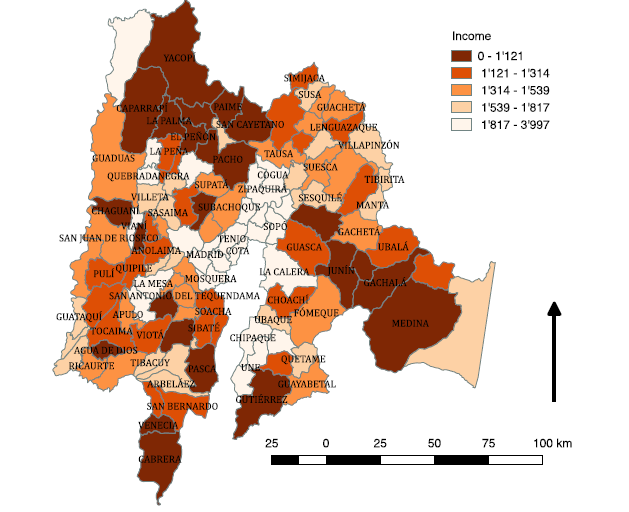 Income
0 - 1'121
1'121 - 1'314
1'314 - 1'539
1'539 - 1'817
1'817 - 3'997
YACOPÍ
SIMIJACA
SUSA
CAPARRAPÍ
PAIME
GUACHETÁ
LA PALMA
SAN CAYETANO
LENGUAZAQUE
EL PEÑÓN
VILLAPINZÓN
LA PEÑA
PACHO
TAUSA
GUADUAS
SUESCA
QUEBRADANEGRA
COGUA
TIBIRITA
SUPATÁ
ZIPAQUIRÁ
VILLETA
SESQUILÉ
MANTA
CHAGUANÍ
SASAIMA
SUBACHOQUE
VIANÍ
SOPÓ
GACHETÁ
SAN JUAN DE RIOSECO
TENJO
GUASCA
UBALÁ
ANOLAIMA
MADRID
COTA
PULÍ
QUIPILE
LA CALERA
JUNÍN
LA MESA
MOSQUERA
GACHALÁ
SAN ANTONIO DEL TEQUENDAMA
CHOACHÍ
GUATAQUÍ
APULO
SOACHA
UBAQUE
FÓMEQUE
MEDINA
TOCAIMA
VIOTÁ
SIBATÉ
CHIPAQUE
AGUA DE DIOS
TIBACUY
QUETAME
RICAURTE
PASCA
UNE
ARBELÁEZ
GUAYABETAL
SAN BERNARDO
GUTIÉRREZ
VENECIA
CABRERA
25 0 25 50 75 100 km